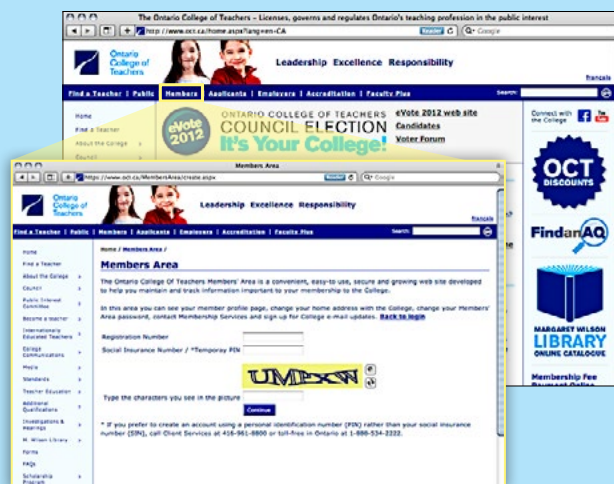 The Ontario College of Teachers – Licenses, governs and regulates Ontario's teaching profession in the public interest
http://www.oct.ca/home.aspx?lang=en-CA
Reader
Google
Ontario
College of
Teachers
Leadership Excellence Responsibility
français
Find a Teacher | Public | Members | Applicants | Employers | Accreditation | Faculty Plus
Search:
Home
Find a Teacher
About the College
Council
eVote
2012
ONTARIO COLLEGE OF TEACHERS
COUNCIL ELECTION
It's Your College!
eVote 2012 web site
Candidates
Voter Forum
Connect with
the College
OCT
DISCOUNTS
FindanAQ
MARGARET WILSON
LIBRARY
ONLINE CATALOGUE
Membership Fee
Payment Online
Members Area
https://www.oct.ca/MembersArea/create.aspx
Reader
Google
Ontario
College of
Teachers
Leadership Excellence Responsibility
français
Find a Teacher | Public | Members | Applicants | Employers | Accreditation | Faculty Plus
Search:
Home
Find a Teacher
About the College
Council
Public Interest
Committee
Become a teacher
Internationally
Educated Teachers
College
Communications
Media
Standards
Teacher Education
Additional
Qualifications
Investigations &
Hearings
M. Wilson Library
Forms
FAQs
Scholarship
Program
Home / Members Area /
Members Area
The Ontario College Of Teachers Members' Area is a convenient, easy-to use, secure and growing web site developed
to help you maintain and track information important to your membership to the College.
In this area you can see your member profile page, change your home address with the College, change your Members'
Area password, contact Membership Services and sign up for College e-mail updates. Back to login
Registration Number
Social Insurance Number / *Temporay PIN
Type the characters you see in the picture
Continue
* If you prefer to create an account using a personal identification number (PIN) rather than your social insurance
number (SIN), call Client Services at 416-961-8800 or toll-free in Ontario at 1-888-534-2222.